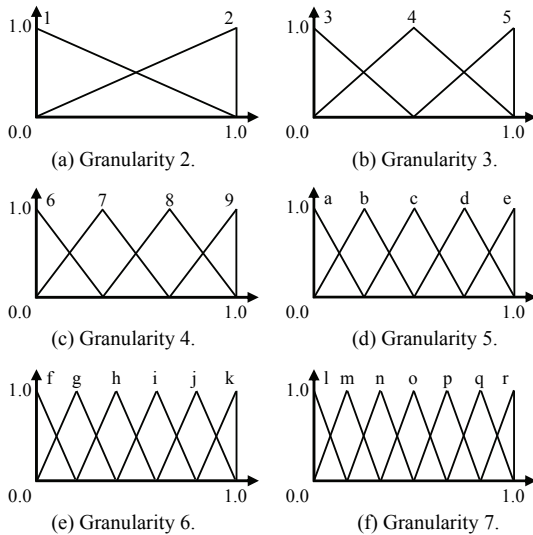 1 2
1.0
0.0 1.0
(a) Granularity 2.
3 4 5
1.0
0.0 1.0
(b) Granularity 3.
6 7 8 9
1.0
0.0 1.0
(c) Granularity 4.
a b c d e
1.0
0.0 1.0
(d) Granularity 5.
f g h i j k
1.0
0.0 1.0
(e) Granularity 6.
l m n o p q r
1.0
0.0 1.0
(f) Granularity 7.